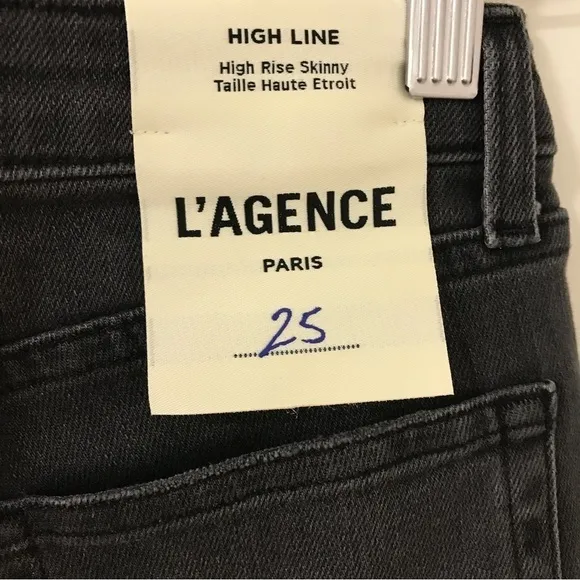 HIGH LINE
High Rise Skinny
Taille Haute Etroit
L'AGENCE
PARIS
25